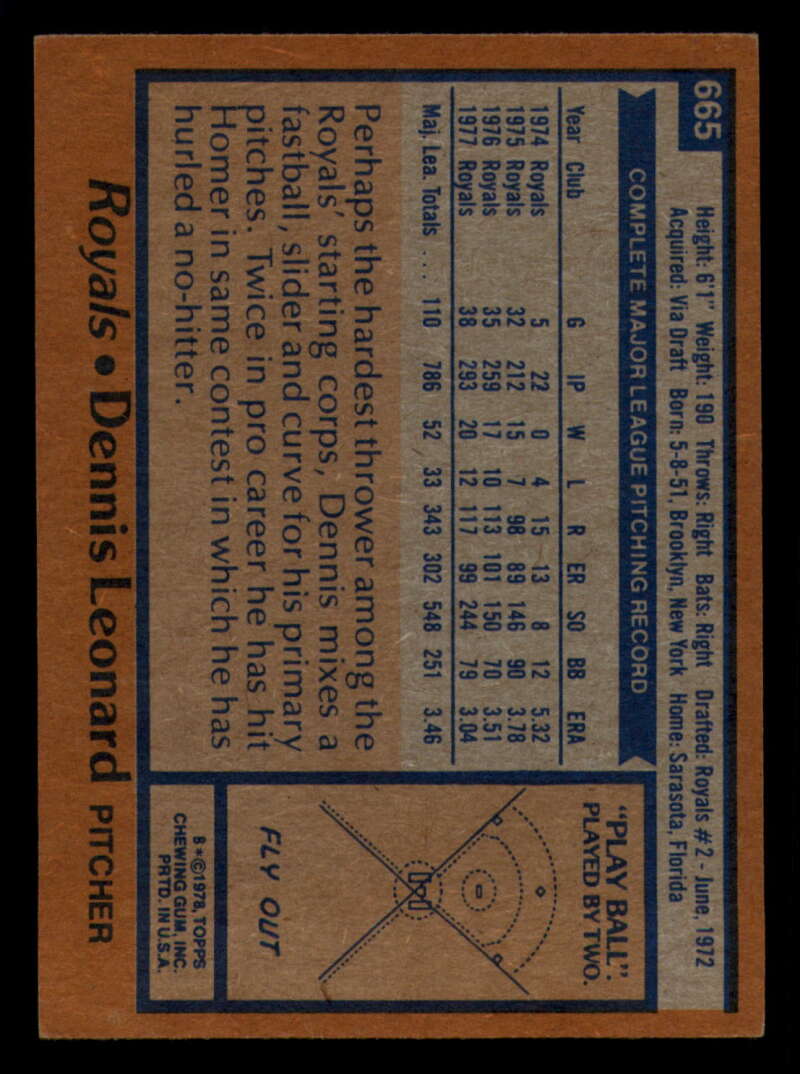 665
Height: 6'1" Weight: 190 Throws: Right Bats: Right Drafted: Royals #2 - June, 1972
Acquired: Via Draft Born: 5-8-51, Brooklyn, New York Home: Sarasota, Florida
COMPLETE MAJOR LEAGUE PITCHING RECORD
Year Club G IP W L R ER SO BB ERA
1974 Royals 5 22 0 4 15 13 8 12 5.32
1975 Royals 32 212 15 7 98 89 146 90 3.78
1976 Royals 35 259 17 10 113 101 150 70 3.51
1977 Royals 38 293 20 12 117 99 244 79 3.04
Maj. Lea. Totals .... 110 786 52 33 343 302 548 251 3.46
Perhaps the hardest thrower among the
Royals' starting corps, Dennis mixes a
fastball, slider and curve for his primary
pitches. Twice in pro career he has hit
Homer in same contest in which he has
hurled a no-hitter.
"PLAY BALL":
PLAYED BY TWO.
FLY OUT
B*©1978, TOPPS
CHEWING GUM, INC.
PRTD. IN U.S.A.
Royals • Dennis Leonard PITCHER